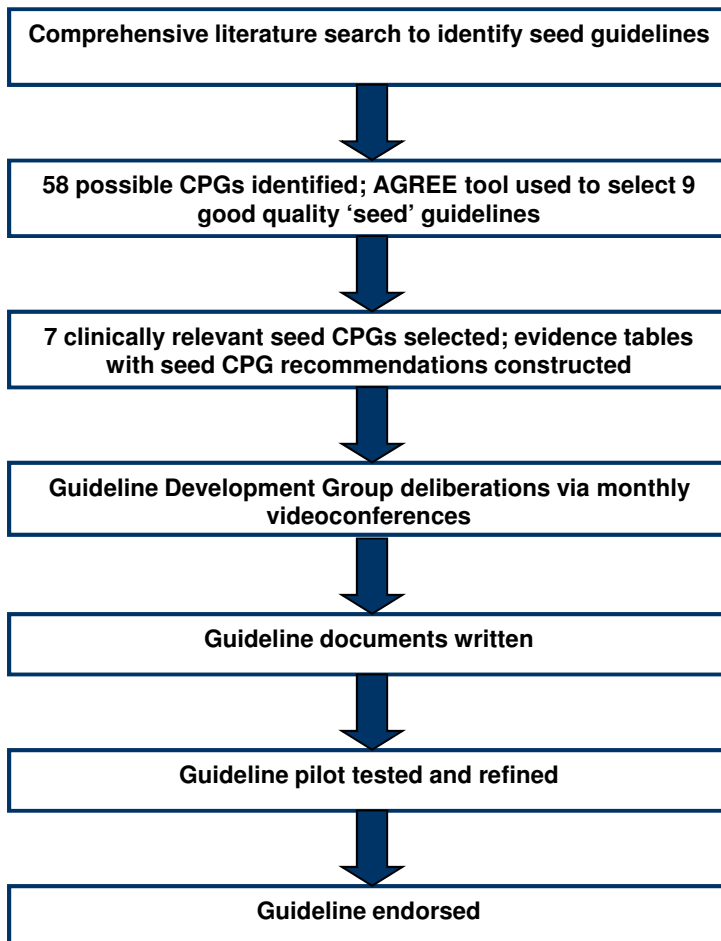 Comprehensive literature search to identify seed guidelines
58 possible CPGs identified; AGREE tool used to select 9
good quality ‘seed’ guidelines
7 clinically relevant seed CPGs selected; evidence tables
with seed CPG recommendations constructed
Guideline Development Group deliberations via monthly
videoconferences
Guideline documents written
Guideline pilot tested and refined
Guideline endorsed